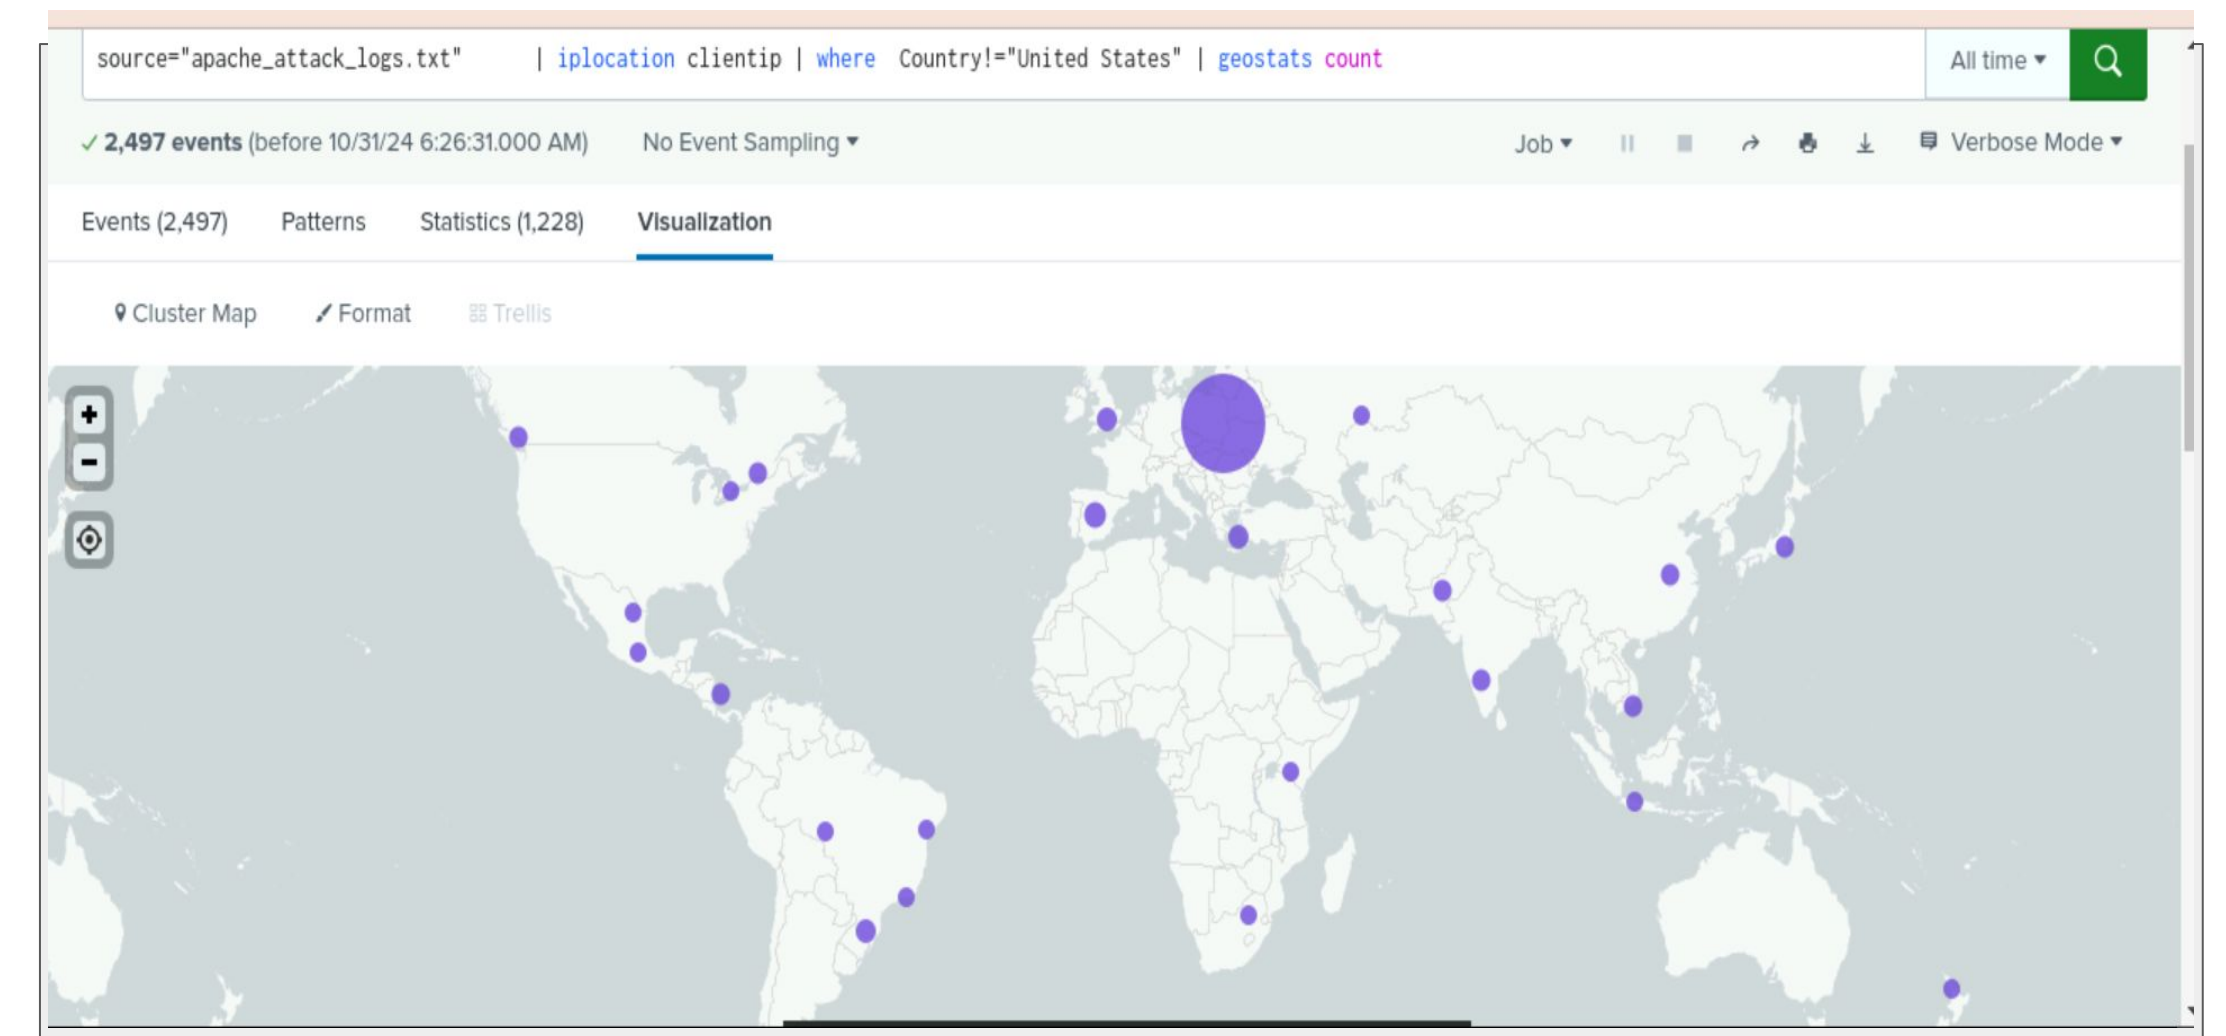 source="apache_attack_logs.txt" | iplocation clientip | where Country!="United States" | geostats count
All time
2,497 events (before 10/31/24 6:26:31.000 AM)
No Event Sampling
Job
Verbose Mode
Events (2,497)
Patterns
Statistics (1,228)
Visualization
Cluster Map
Format
Trellis